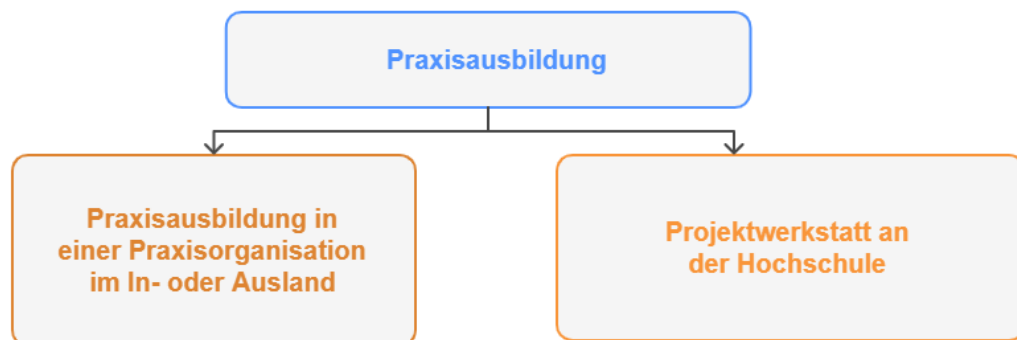 Praxisausbildung
Praxisausbildung in
einer Praxisorganisation
im In- oder Ausland
Projektwerkstatt an
der Hochschule